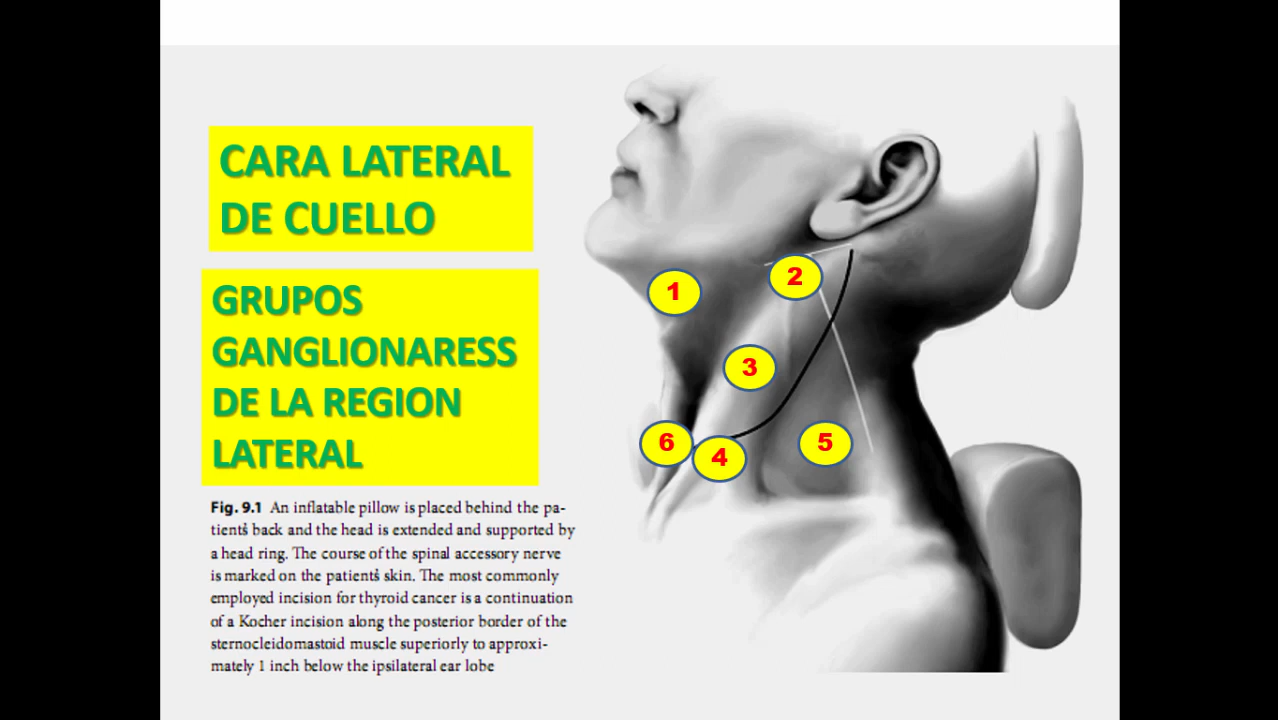 CARA LATERAL
DE CUELLO
GRUPOS
GANGLIONARESS
DE LA REGION
LATERAL
Fig. 9.1 An inflatable pillow is placed behind the pa-
tient's back and the head is extended and supported by
a head ring. The course of the spinal accessory nerve
is marked on the patient's skin. The most commonly
employed incision for thyroid cancer is a continuation
of a Kocher incision along the posterior border of the
sternocleidomastoid muscle superiorly to approxi-
mately 1 inch below the ipsilateral ear lobe
1
2
3
6
4
5